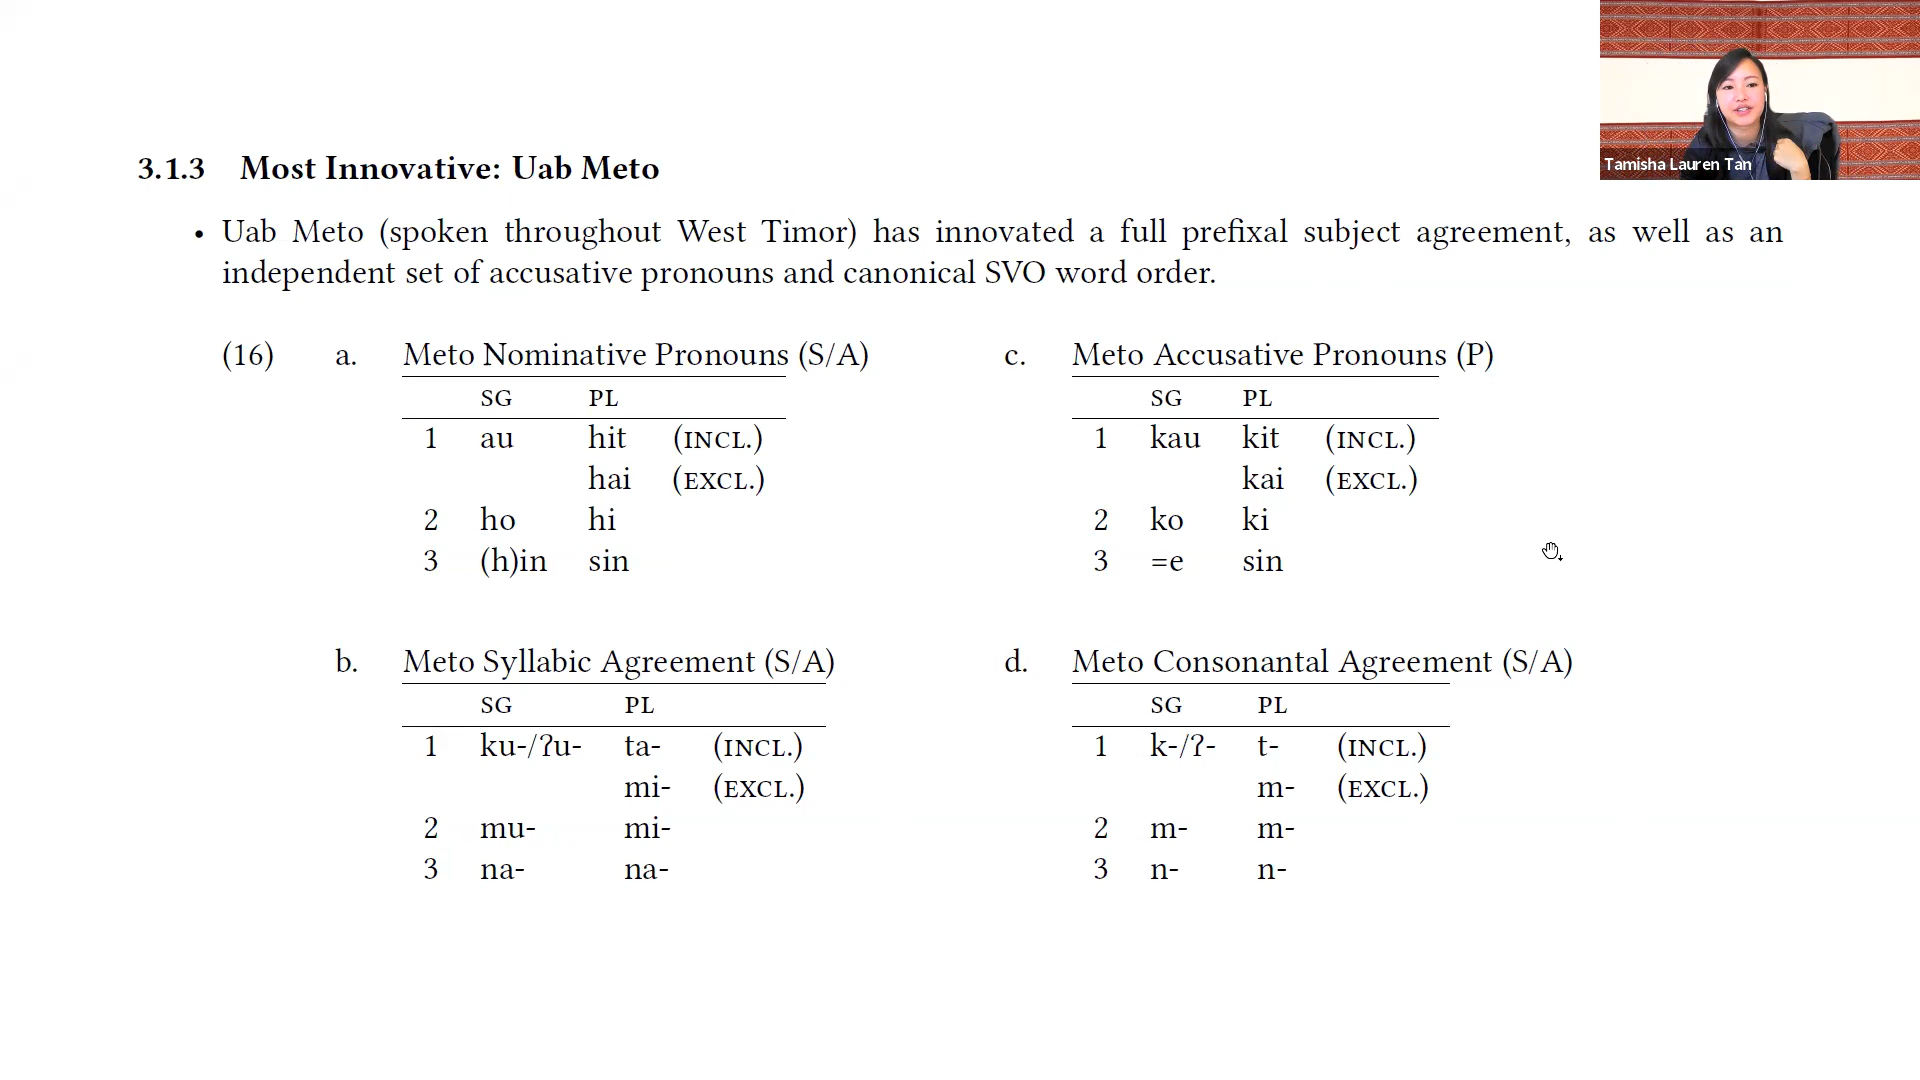 Tamisha Lauren Tan
3.1.3 Most Innovative: Uab Meto
• Uab Meto (spoken throughout West Timor) has innovated a full prefixal subject agreement, as well as an
independent set of accusative pronouns and canonical SVO word order.
(16) a. Meto Nominative Pronouns (S/A)
SG PL
1 au hit (INCL.)
hai (EXCL.)
2 ho hi
3 (h)in sin
c. Meto Accusative Pronouns (P)
SG PL
1 kau kit (INCL.)
kai (EXCL.)
2 ko ki
3 =e sin
b. Meto Syllabic Agreement (S/A)
SG PL
1 ku-/ʔu- ta- (INCL.)
mi- (EXCL.)
2 mu- mi-
3 na- na-
d. Meto Consonantal Agreement (S/A)
SG PL
1 k-/ʔ- t- (INCL.)
m- (EXCL.)
2 m- m-
3 n- n-